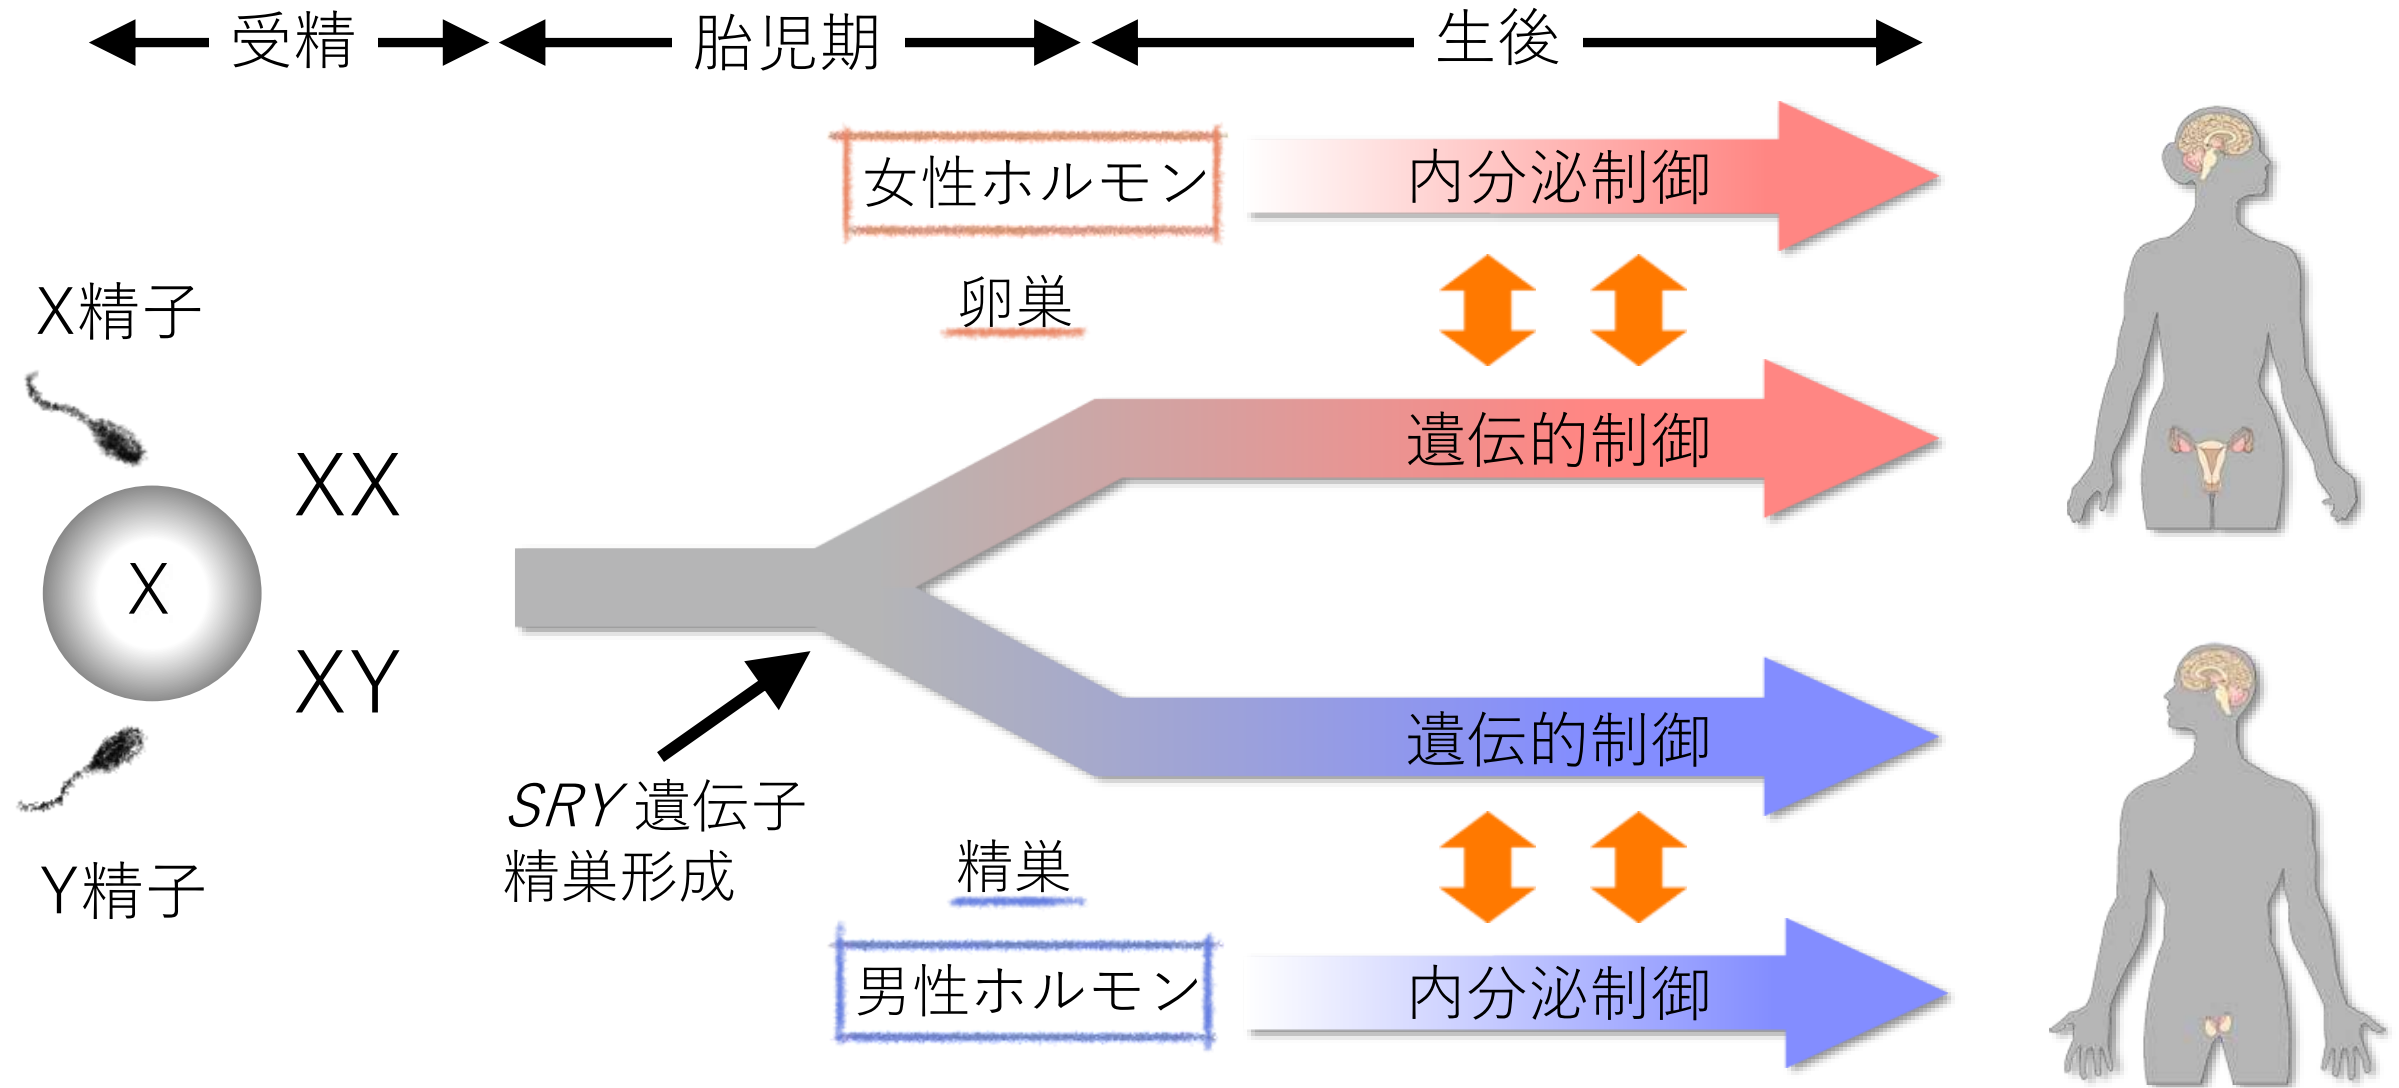 受精
胎児期
生後
女性ホルモン
内分泌制御
卵巣
X精子
遺伝的制御
XX
X
XY
SRY 遺伝子
精巣形成
遺伝的制御
Y精子
精巣
男性ホルモン
内分泌制御